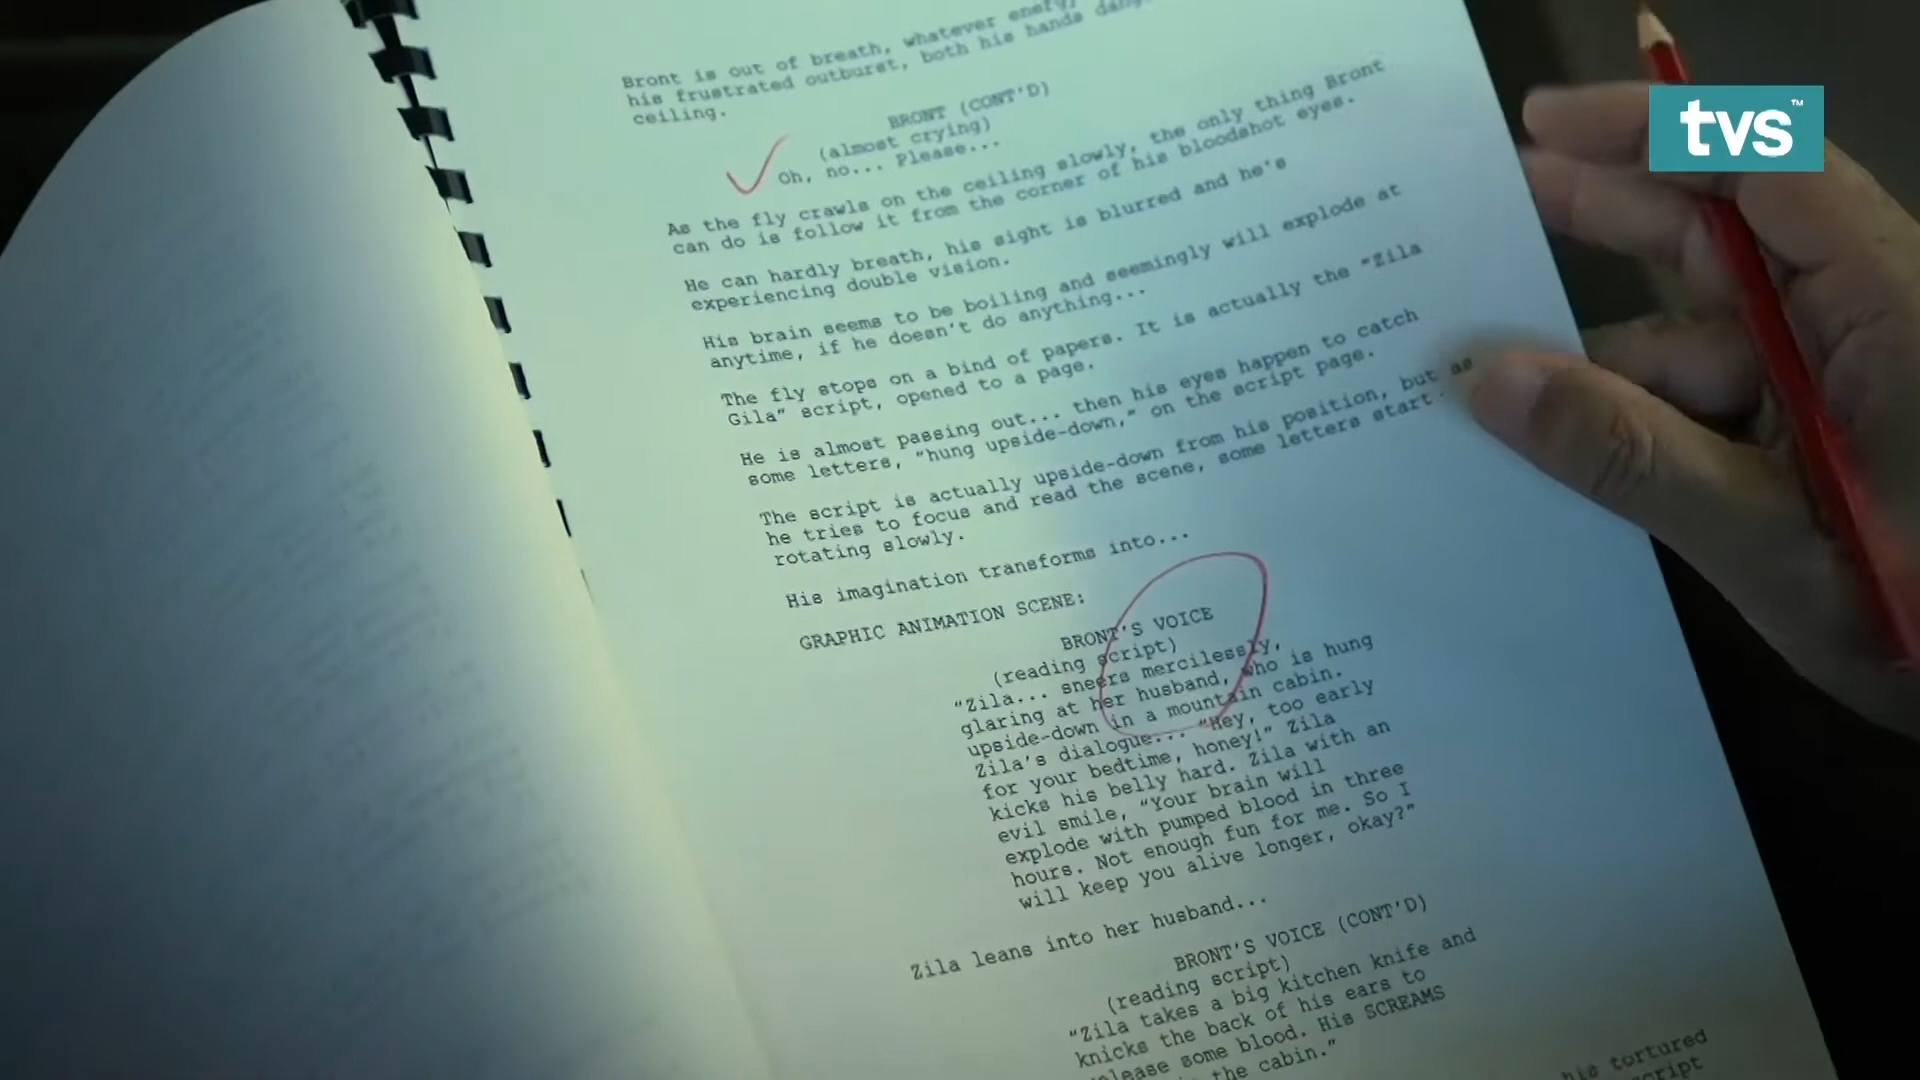 Bront is out of breath, whatever energy
his frustrated outburst, both his hands
ceiling.
BRONT (CONT'D)
(almost crying)
Oh, no... Please...
As the fly crawls on the ceiling slowly, the only thing Bront
can do is follow it from the corner of his bloodshot eyes.
He can hardly breath, his sight is blurred and he's
experiencing double vision.
His brain seems to be boiling and seemingly will explode at
anytime, if he doesn't do anything...
The fly stops on a bind of papers. It is actually the "Zila
Gila" script, opened to a page.
He is almost passing out... then his eyes happen to catch
some letters, "hung upside-down," on the script page.
The script is actually upside-down from his position, but as
he tries to focus and read the scene, some letters start
rotating slowly.
His imagination transforms into...
GRAPHIC ANIMATION SCENE:
BRONT'S VOICE
(reading script)
"Zila... sneers mercilessly,
glaring at her husband, who is hung
upside-down in a mountain cabin.
Zila's dialogue... "Hey, too early
for your bedtime, honey!" Zila
kicks his belly hard. Zila with an
evil smile, "Your brain will
explode with pumped blood in three
hours. Not enough fun for me. So I
will keep you alive longer, okay?"
Zila leans into her husband...
BRONT'S VOICE (CONT'D)
(reading script)
"Zila takes a big kitchen knife and
knicks the back of his ears to
some blood. His SCREAMS
the cabin."
his tortured
script
tvs™